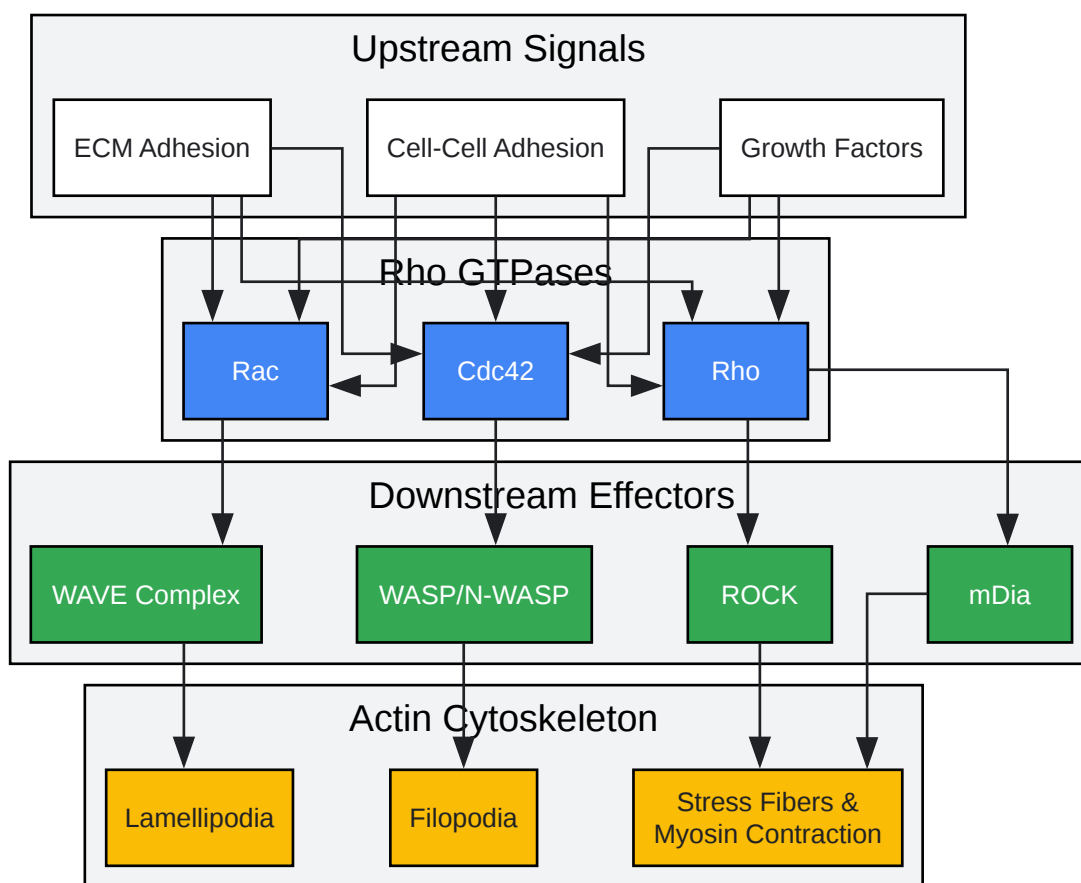 Upstream Signals
ECM Adhesion
Cell-Cell Adhesion
Growth Factors
Rho GTPases
Rac
Cdc42
Rho
Downstream Effectors
WAVE Complex
WASP/N-WASP
ROCK
mDia
Actin Cytoskeleton
Lamellipodia
Filopodia
Stress Fibers &
Myosin Contraction